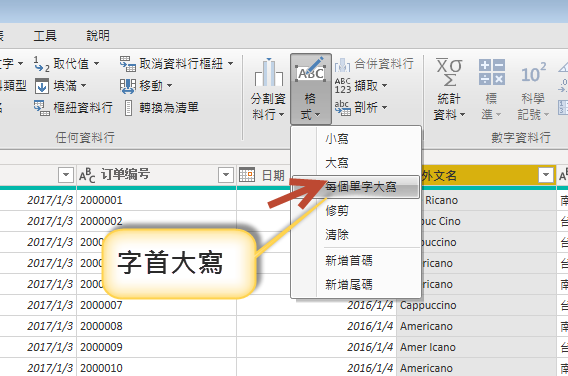 工具 說明
文字 取代值 取消資料行樞紐 合併資料行
料類型 填滿 移動 擷取
樞紐資料行 轉換為清單 剖析
分割資料行 格式 統計資料 標準 科學記號
任何資料行 數字資料行
小寫
大寫
每個單字大寫
修剪
清除
新增首碼
新增尾碼
字首大寫
订单编号 日期 外文名
2017/1/3 2000001 Ricano
2017/1/3 2000002 Cino
2017/1/3
2017/1/3
2017/1/3
2017/1/3 2000007 2016/1/4 Cappuccino
2017/1/3 2000008 2016/1/4 Americano
2017/1/3 2000009 2016/1/4 Amer Icano
2017/1/3 2000010 2016/1/4 Americano